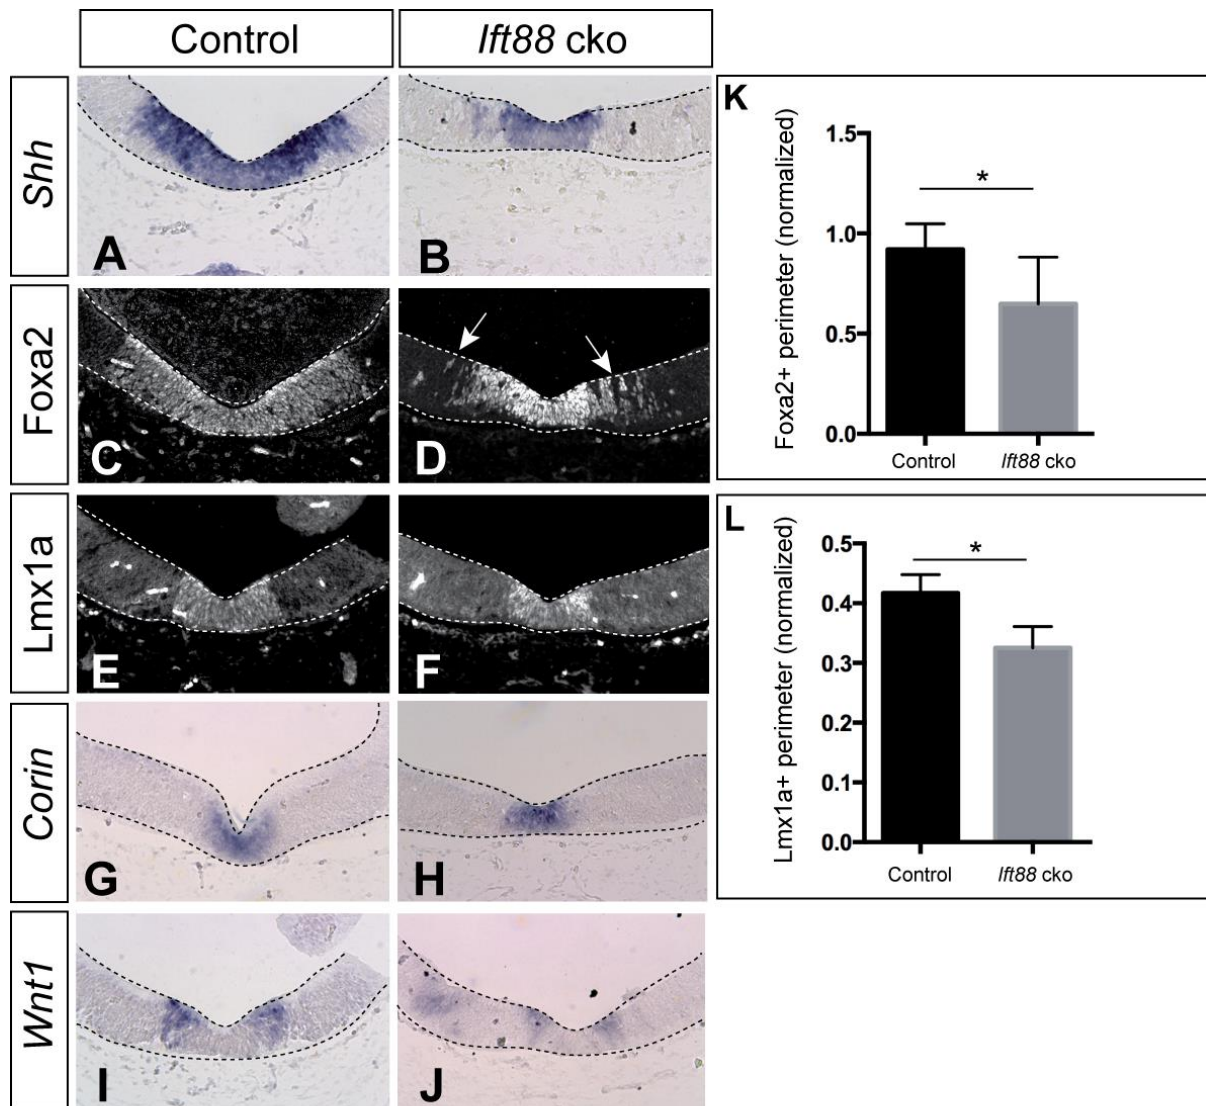 Control
Ift88 cko
Shh
A
B
Foxa2
C
D
Lmx1a
E
F
Corin
G
H
Wnt1
I
J
K
Foxa2+ perimeter (normalized)
1.5
1.0
0.5
0.0
*
Control
Ift88 cko
L
Lmx1a+ perimeter (normalized)
0.5
0.4
0.3
0.2
0.1
0.0
*
Control
Ift88 cko